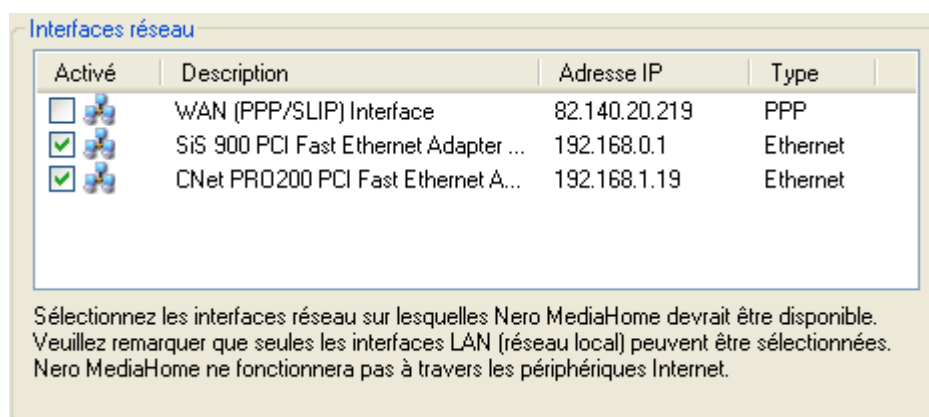 Interfaces réseau
Activé Description Adresse IP Type
WAN (PPP/SLIP) Interface 82.140.20.219 PPP
SiS 900 PCI Fast Ethernet Adapter ... 192.168.0.1 Ethernet
CNet PRO200 PCI Fast Ethernet A... 192.168.1.19 Ethernet
Sélectionnez les interfaces réseau sur lesquelles Nero MediaHome devrait être disponible.
Veuillez remarquer que seules les interfaces LAN (réseau local) peuvent être sélectionnées.
Nero MediaHome ne fonctionnera pas à travers les périphériques Internet.